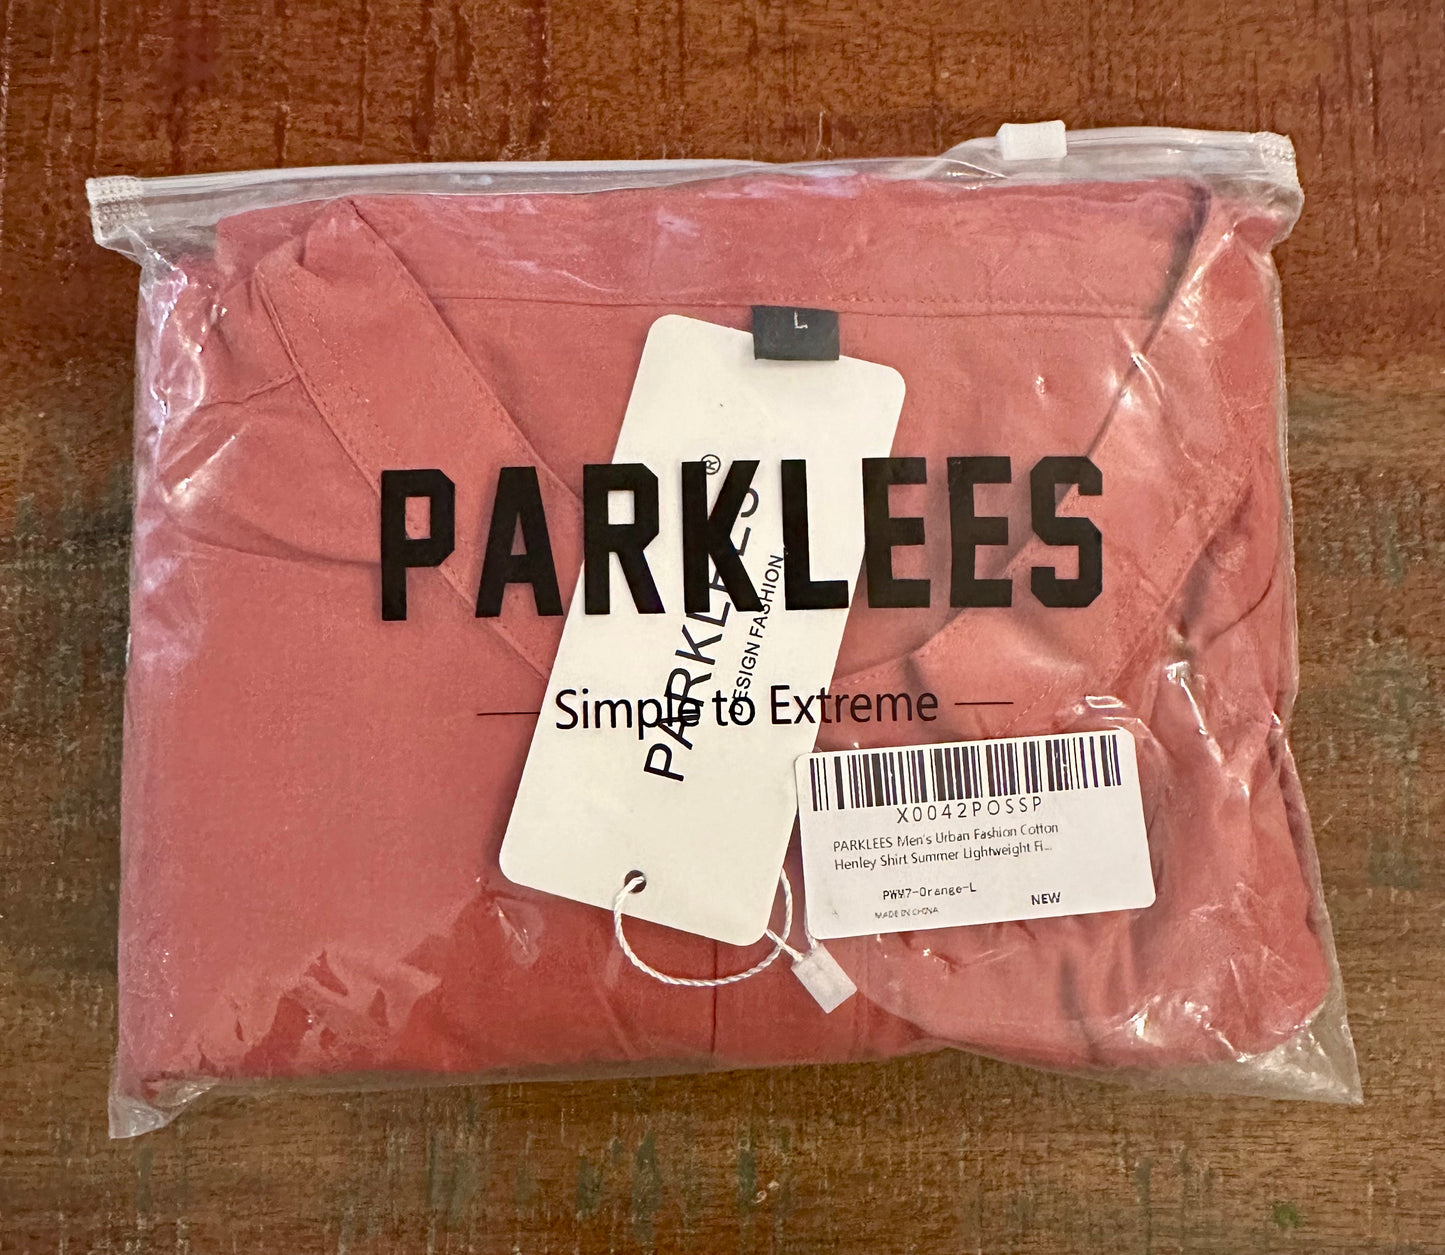 L
PARKLEES
Simple to Extreme
PARKLEES®
DESIGN FASHION
X0042POSSP
PARKLEES Men's Urban Fashion Cotton
Henley Shirt Summer Lightweight Fi...
PWY7-Orange-L
NEW
MADE IN CHINA